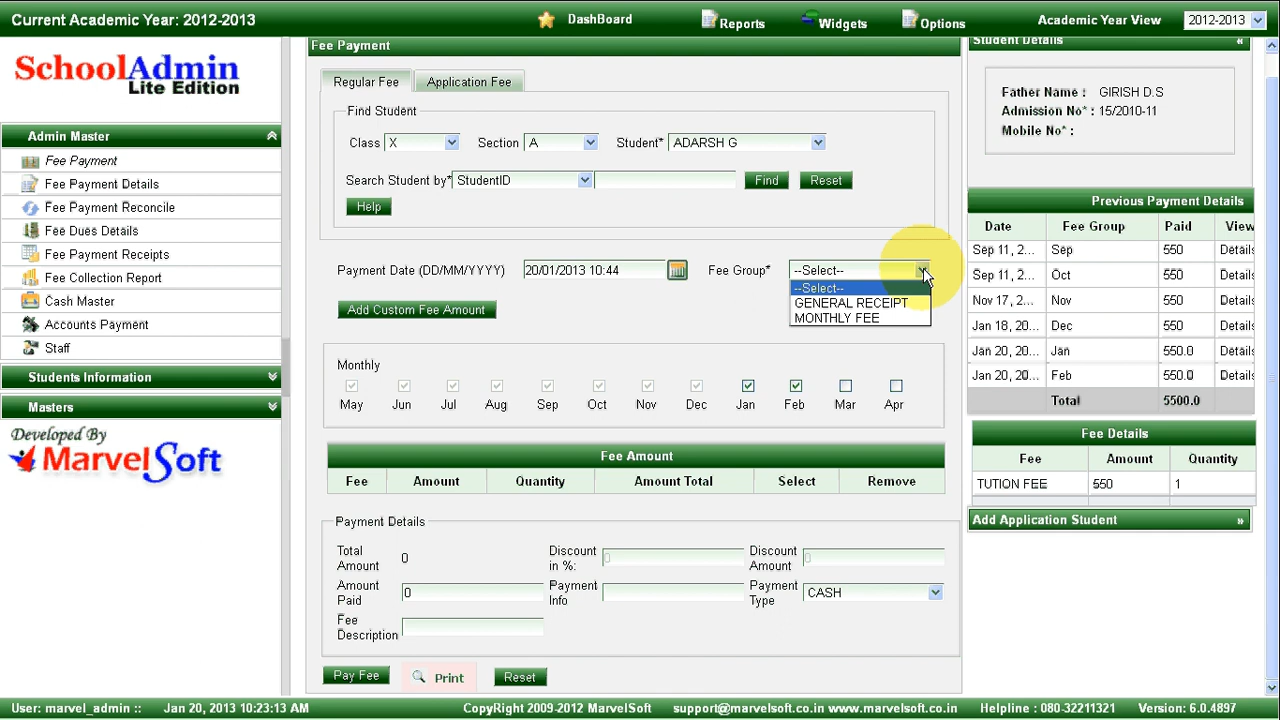 Current Academic Year: 2012-2013
DashBoard
Reports
Widgets
Options
Academic Year View
2012-2013
SchoolAdmin
Lite Edition
Admin Master
Fee Payment
Fee Payment Details
Fee Payment Reconcile
Fee Dues Details
Fee Payment Receipts
Fee Collection Report
Cash Master
Accounts Payment
Staff
Students Information
Masters
Developed By
MarvelSoft
Fee Payment
Regular Fee
Application Fee
Find Student
Class X Section A Student* ADARSH G
Search Student by* StudentID Find Reset
Help
Payment Date (DD/MM/YYYY) 20/01/2013 10:44 Fee Group* --Select--
--Select--
GENERAL RECEIPT
MONTHLY FEE
Add Custom Fee Amount
Monthly
May Jun Jul Aug Sep Oct Nov Dec Jan Feb Mar Apr
Fee Amount
Fee Amount Quantity Amount Total Select Remove
Payment Details
Total Amount 0 Discount in %: 0 Discount Amount 0
Amount Paid 0 Payment Info Payment Type CASH
Fee Description
Pay Fee Print Reset
Student Details «
Father Name : GIRISH D.S
Admission No* : 15/2010-11
Mobile No* :
Previous Payment Details
Date Fee Group Paid View
Sep 11, 2... Sep 550 Details
Sep 11, 2... Oct 550 Details
Nov 17, 2... Nov 550 Details
Jan 18, 20... Dec 550 Details
Jan 20, 20... Jan 550.0 Details
Jan 20, 20... Feb 550.0 Details
Total 5500.0
Fee Details
Fee Amount Quantity
TUTION FEE 550 1
Add Application Student »
User: marvel_admin :: Jan 20, 2013 10:23:13 AM CopyRight 2009-2012 MarvelSoft support@marvelsoft.co.in www.marvelsoft.co.in Helpline : 080-32211321 Version: 6.0.4897